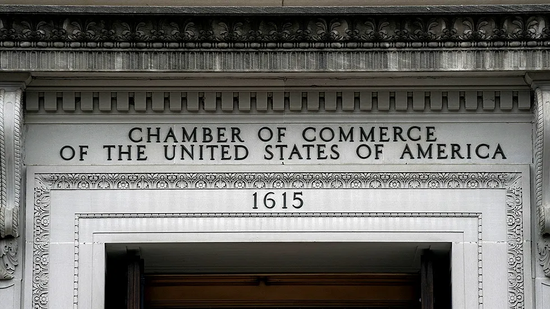 CHAMBER OF COMMERCE
OF THE UNITED STATES OF AMERICA
1615